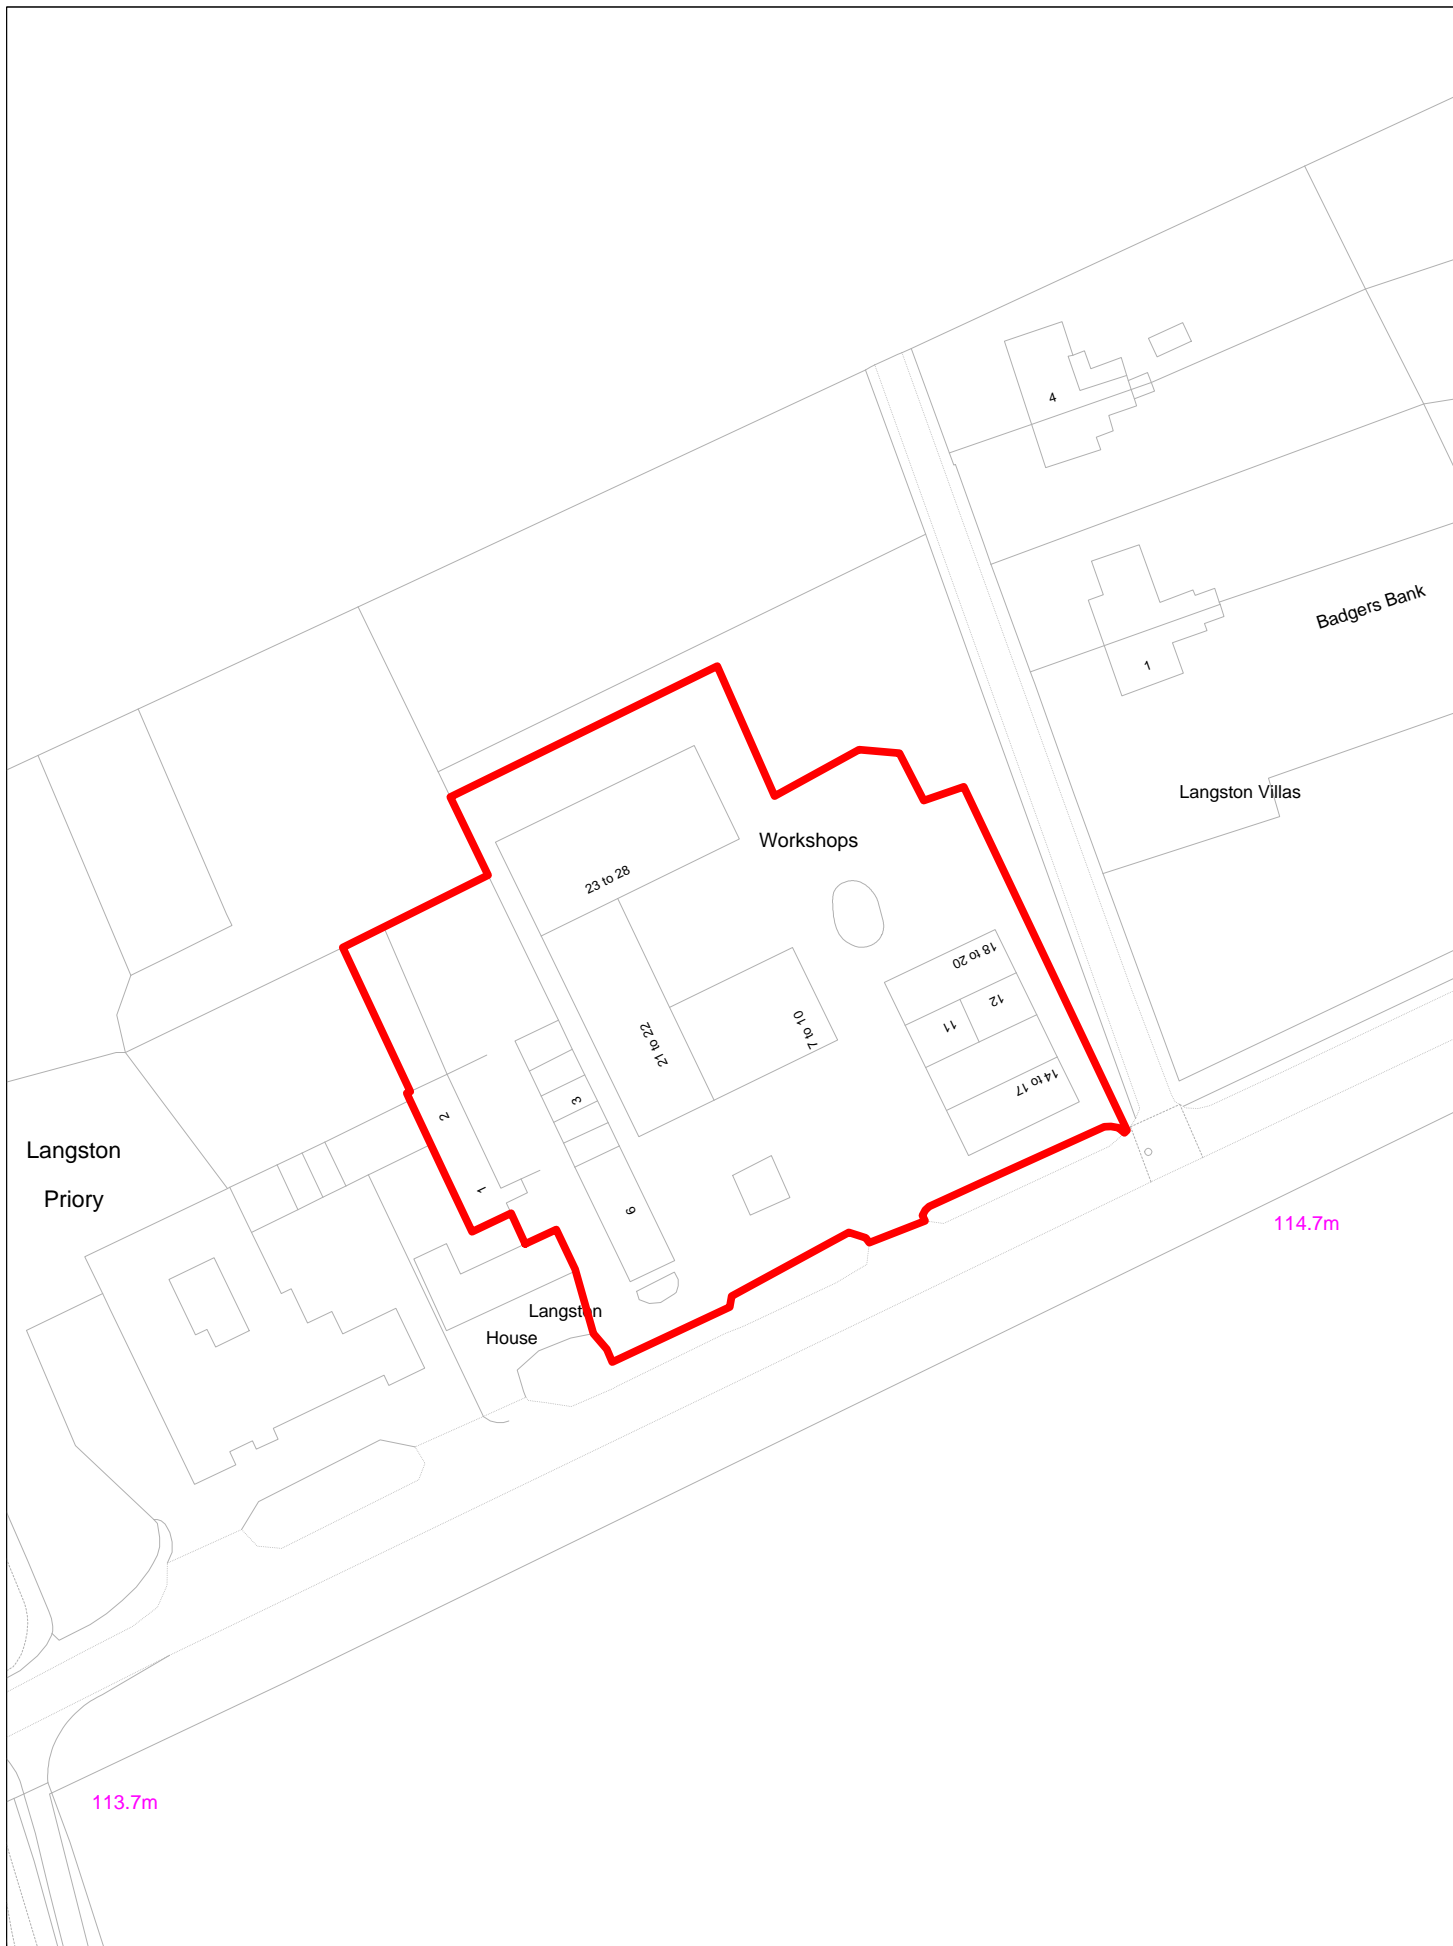 4
Badgers Bank
1
Langston Villas
Workshops
23 to 28
18 to 20
12
11
7 to 10
21 to 22
14 to 17
3
2
Langston
Priory
1
6
114.7m
Langston
House
113.7m